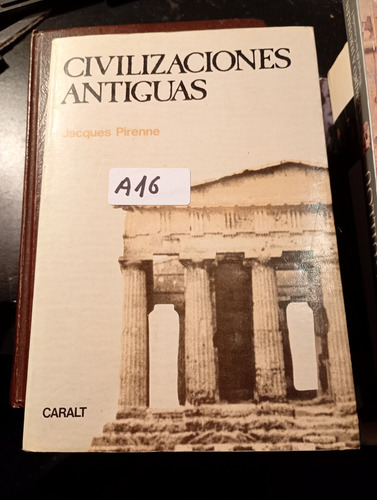 CIVILIZACIONES
ANTIGUAS
Jacques Pirenne
A16
CARALT